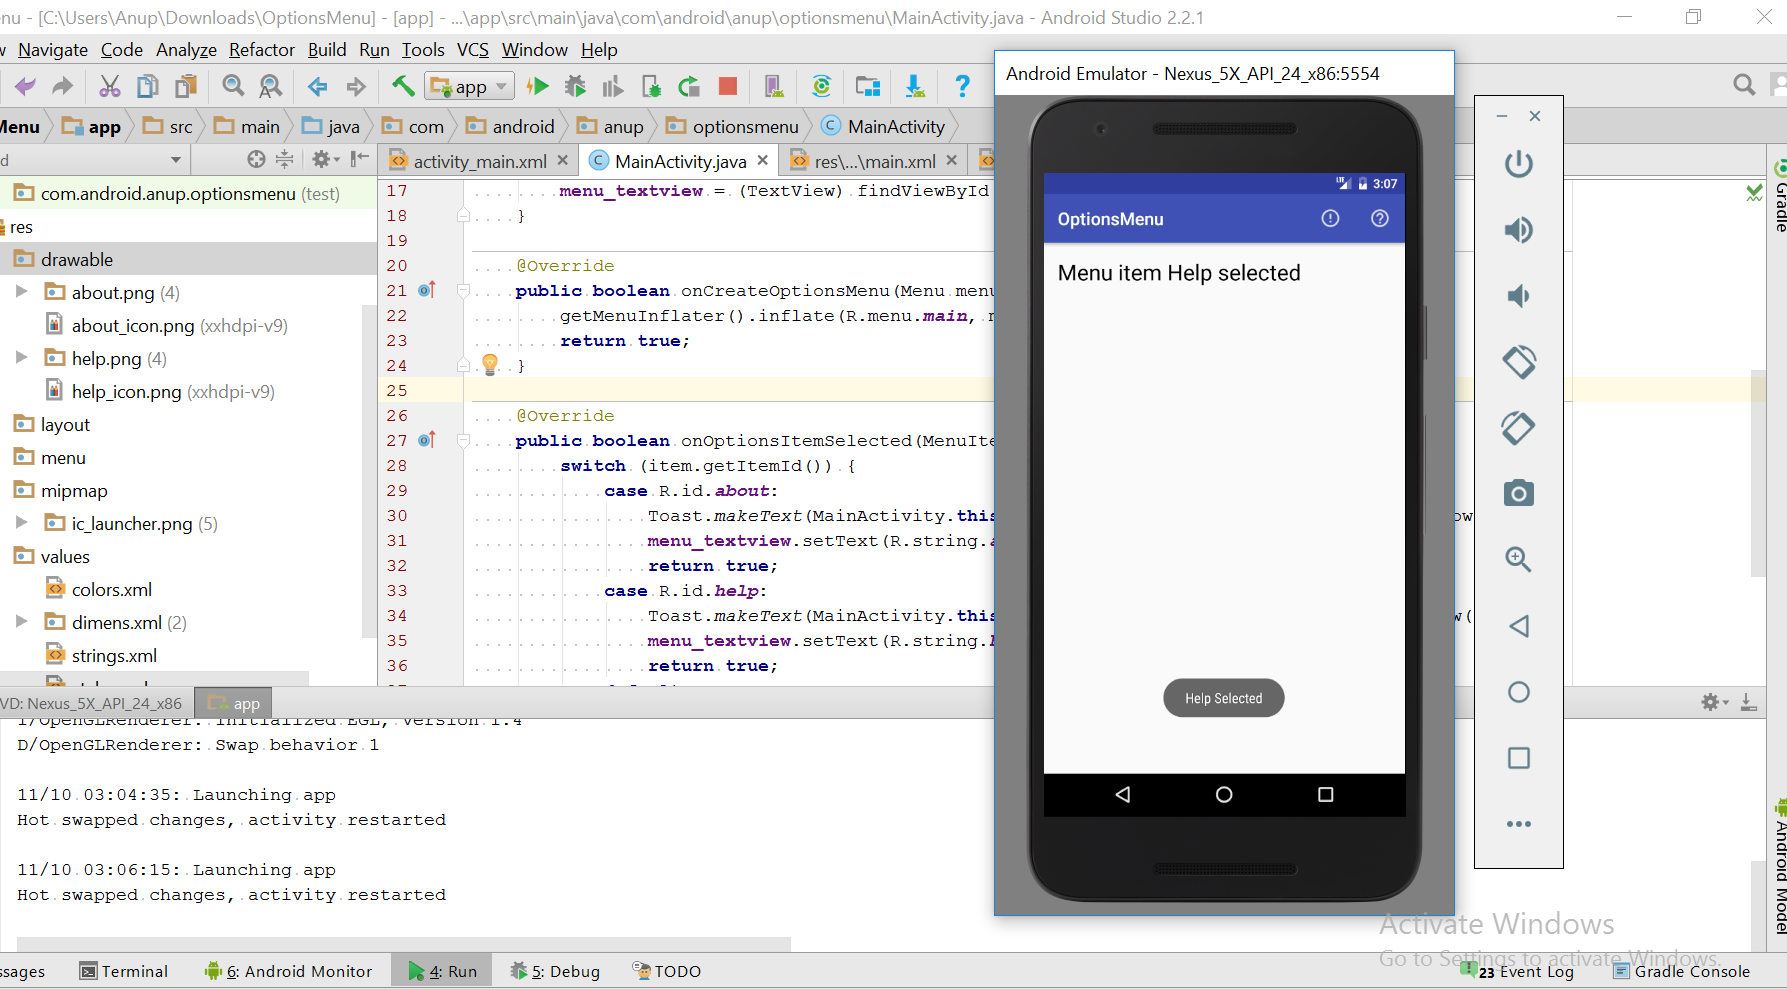 nu - [C:\Users\Anup\Downloads\OptionsMenu] - [app] - ...\app\src\main\java\com\android\anup\optionsmenu\MainActivity.java - Android Studio 2.2.1
Navigate Code Analyze Refactor Build Run Tools VCS Window Help
app
Menu app src main java com android anup optionsmenu MainActivity
activity_main.xml MainActivity.java res\...\main.xml
com.android.anup.optionsmenu (test)
res
drawable
about.png (4)
about_icon.png (xxhdpi-v9)
help.png (4)
help_icon.png (xxhdpi-v9)
layout
menu
mipmap
ic_launcher.png (5)
values
colors.xml
dimens.xml (2)
strings.xml
17 menu_textview = (TextView) findViewById
18 }
19
20 @Override
21 public boolean onCreateOptionsMenu(Menu menu
22 getMenuInflater().inflate(R.menu.main,
23 return true;
24 }
25
26 @Override
27 public boolean onOptionsItemSelected(MenuIte
28 switch (item.getItemId()) {
29 case R.id.about:
30 Toast.makeText(MainActivity.this
31 menu_textview.setText(R.string.
32 return true;
33 case R.id.help:
34 Toast.makeText(MainActivity.this
35 menu_textview.setText(R.string.
36 return true;
Android Emulator - Nexus_5X_API_24_x86:5554
LTE 3:07
OptionsMenu
Menu item Help selected
Help Selected
Gradle
Android Model
VD: Nexus_5X_API_24_x86 app
I/OpenGLRenderer: Initialized EGL, version 1.4
D/OpenGLRenderer: Swap behavior 1
11/10 03:04:35: Launching app
Hot swapped changes, activity restarted
11/10 03:06:15: Launching app
Hot swapped changes, activity restarted
Activate Windows
Go to Settings to activate Windows.
ssages Terminal 6: Android Monitor 4: Run 5: Debug TODO 23 Event Log Gradle Console